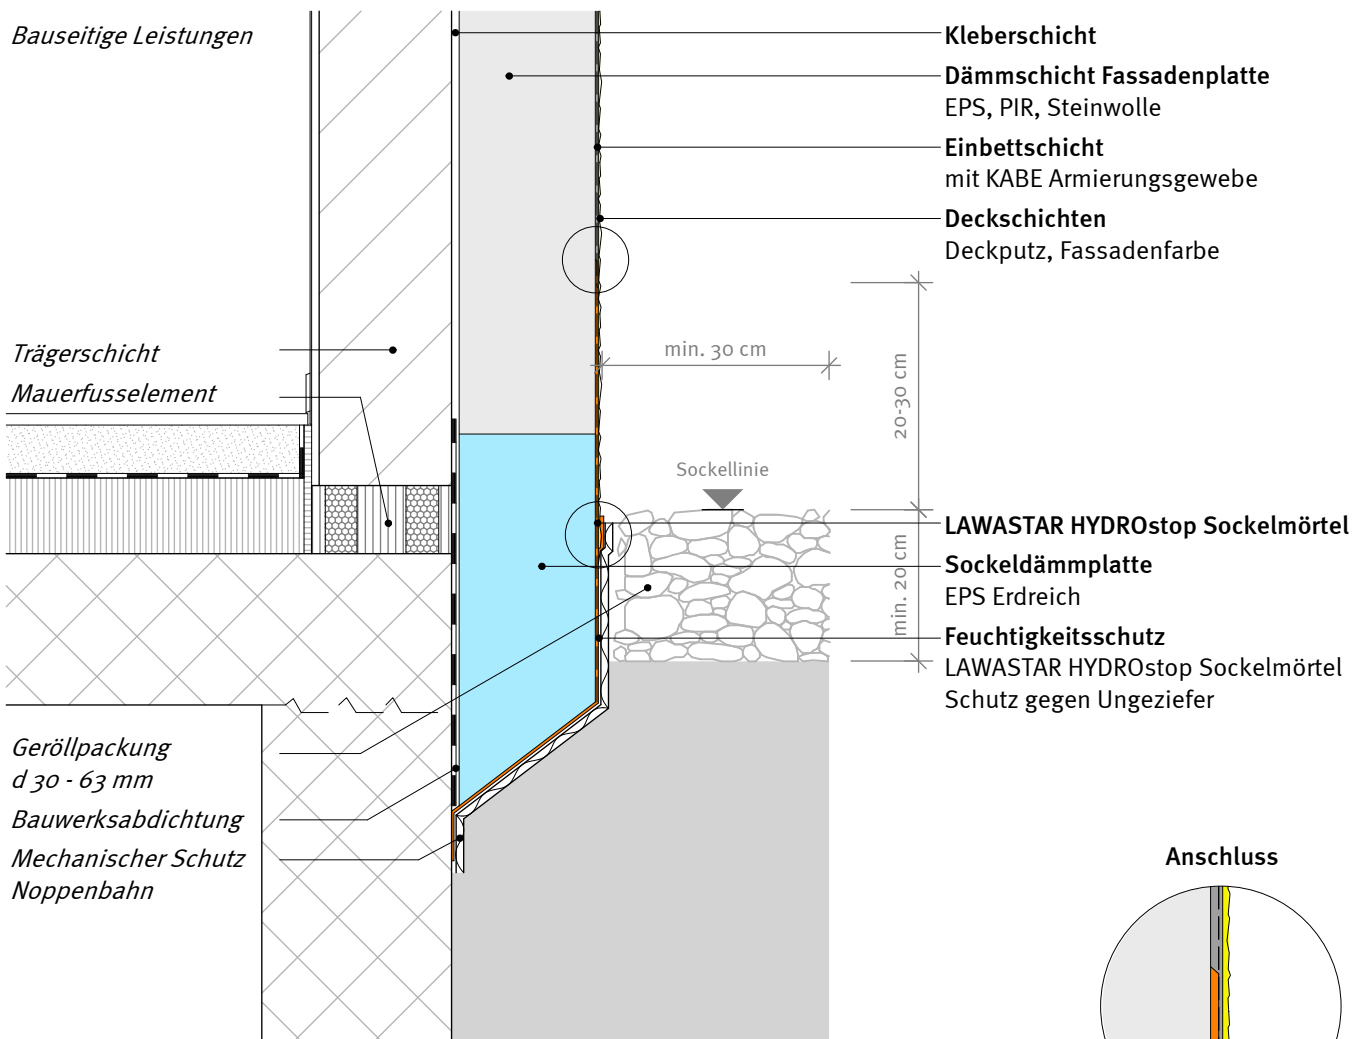 Bauseitige Leistungen
Kleberschicht
Dämmschicht Fassadenplatte
EPS, PIR, Steinwolle
Einbettschicht
mit KABE Armierungsgewebe
Deckschichten
Deckputz, Fassadenfarbe
min. 30 cm
20-30 cm
Trägerschicht
Mauerfusselement
Sockellinie
min. 20 cm
LAWASTAR HYDROstop Sockelmörtel
Sockeldämmplatte
EPS Erdreich
Feuchtigkeitsschutz
LAWASTAR HYDROstop Sockelmörtel
Schutz gegen Ungeziefer
Geröllpackung
d 30 - 63 mm
Bauwerksabdichtung
Mechanischer Schutz
Noppenbahn
Anschluss